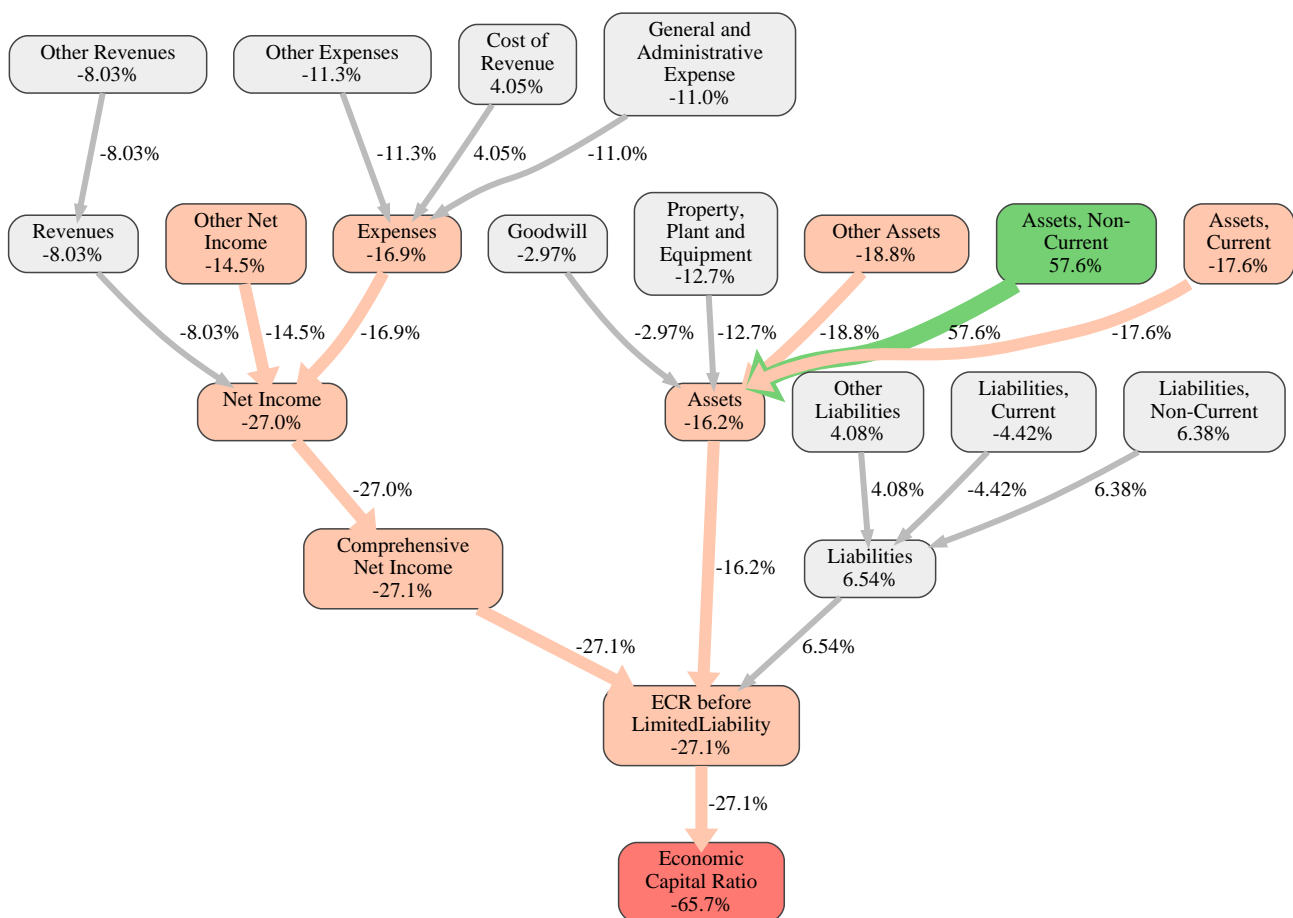 Other Revenues
-8.03%
Other Expenses
-11.3%
Cost of
Revenue
4.05%
General and
Administrative
Expense
-11.0%
-8.03%
-11.3%
4.05%
-11.0%
Revenues
-8.03%
Other Net
Income
-14.5%
Expenses
-16.9%
Goodwill
-2.97%
Property,
Plant and
Equipment
-12.7%
Other Assets
-18.8%
Assets, Non-
Current
57.6%
Assets,
Current
-17.6%
-8.03%
-14.5%
-16.9%
-2.97%
-12.7%
-18.8%
57.6%
-17.6%
Net Income
-27.0%
Assets
-16.2%
Other
Liabilities
4.08%
Liabilities,
Current
-4.42%
Liabilities,
Non-Current
6.38%
-27.0%
4.08%
-4.42%
6.38%
Comprehensive
Net Income
-27.1%
-16.2%
Liabilities
6.54%
-27.1%
6.54%
ECR before
LimitedLiability
-27.1%
-27.1%
Economic
Capital Ratio
-65.7%